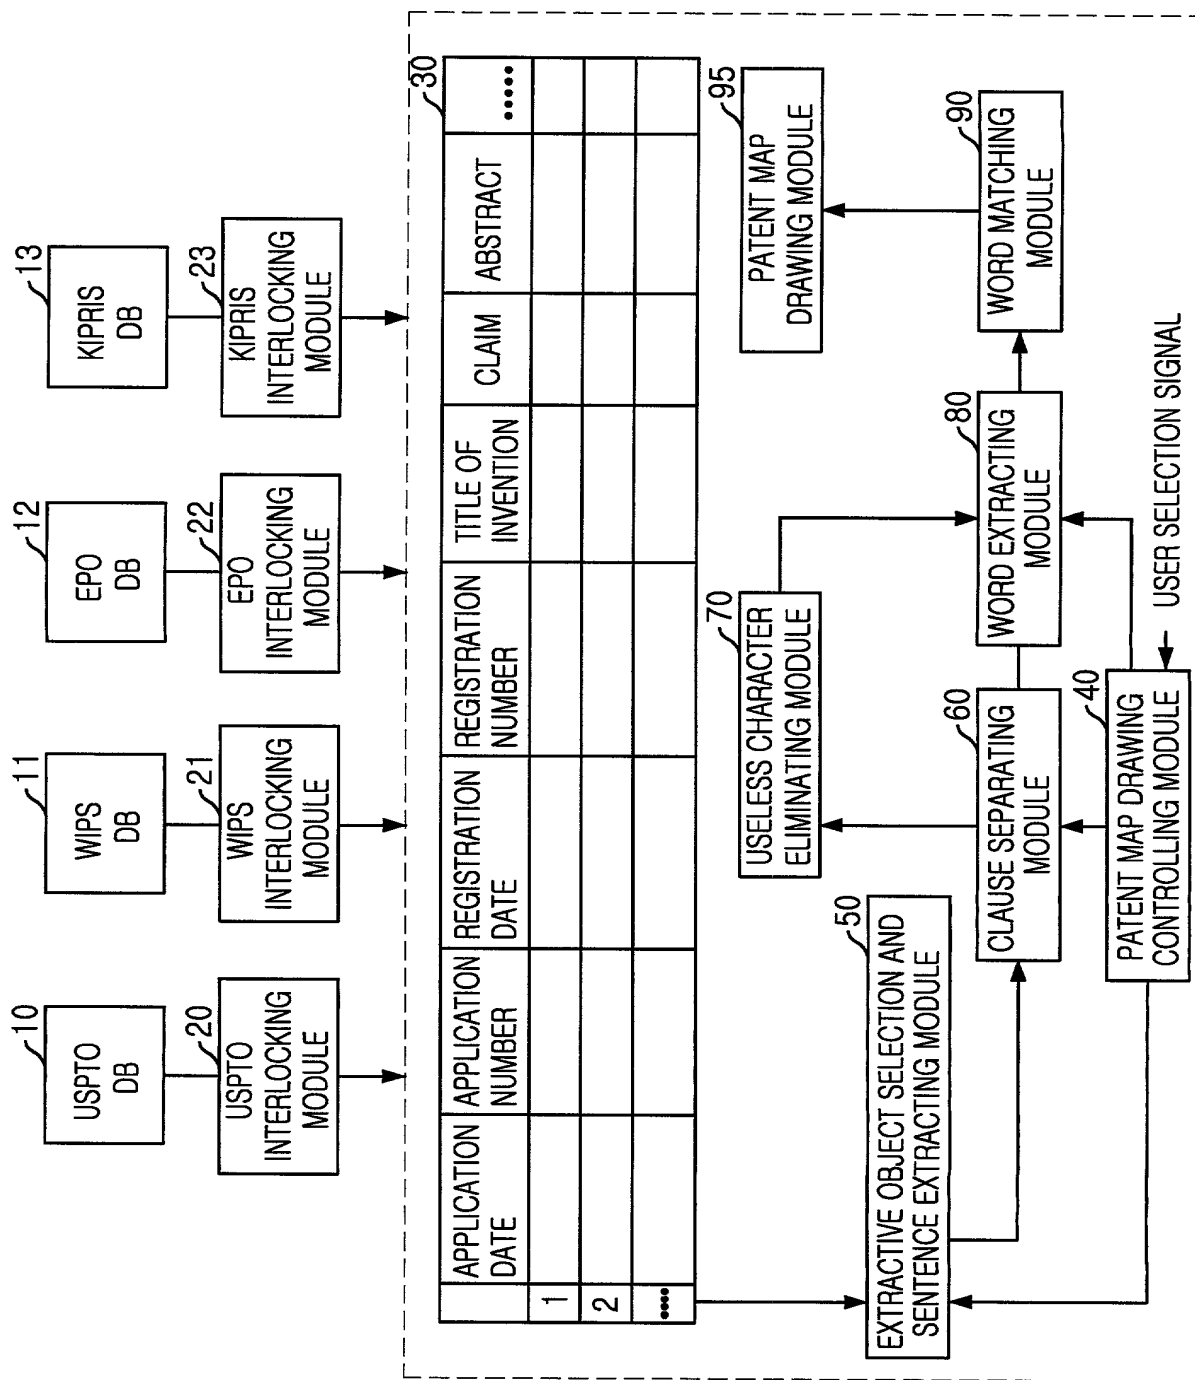 10
USPTO
DB
11
WIPS
DB
12
EPO
DB
13
KIPRIS
DB
20
USPTO
INTERLOCKING
MODULE
21
WIPS
INTERLOCKING
MODULE
22
EPO
INTERLOCKING
MODULE
23
KIPRIS
INTERLOCKING
MODULE
30
APPLICATION
DATE
APPLICATION
NUMBER
REGISTRATION
DATE
REGISTRATION
NUMBER
TITLE OF
INVENTION
CLAIM
ABSTRACT
•••••
1
2
••••
50
EXTRACTIVE OBJECT SELECTION AND
SENTENCE EXTRACTING MODULE
70
USELESS CHARACTER
ELIMINATING MODULE
95
PATENT MAP
DRAWING MODULE
60
CLAUSE SEPARATING
MODULE
80
WORD EXTRACTING
MODULE
90
WORD MATCHING
MODULE
40
PATENT MAP DRAWING
CONTROLLING MODULE
USER SELECTION SIGNAL